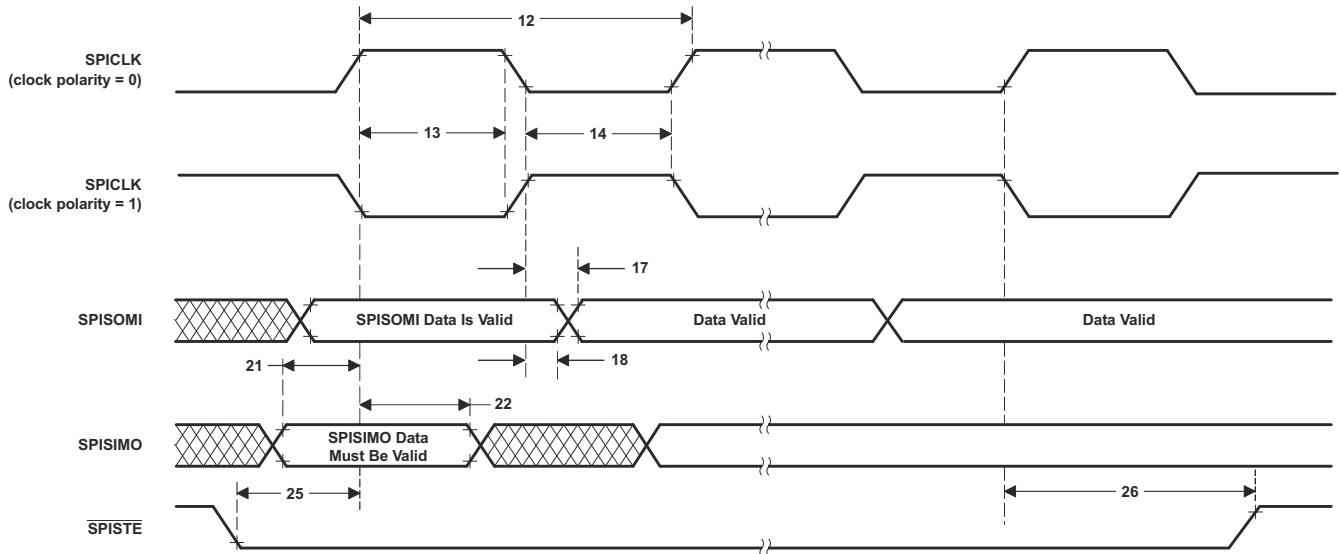 12
SPICLK
(clock polarity = 0)
13
14
SPICLK
(clock polarity = 1)
17
SPISOMI
SPISOMI Data Is Valid
Data Valid
Data Valid
18
21
22
SPISIMO
SPISIMO Data
Must Be Valid
25
26
SPISTE